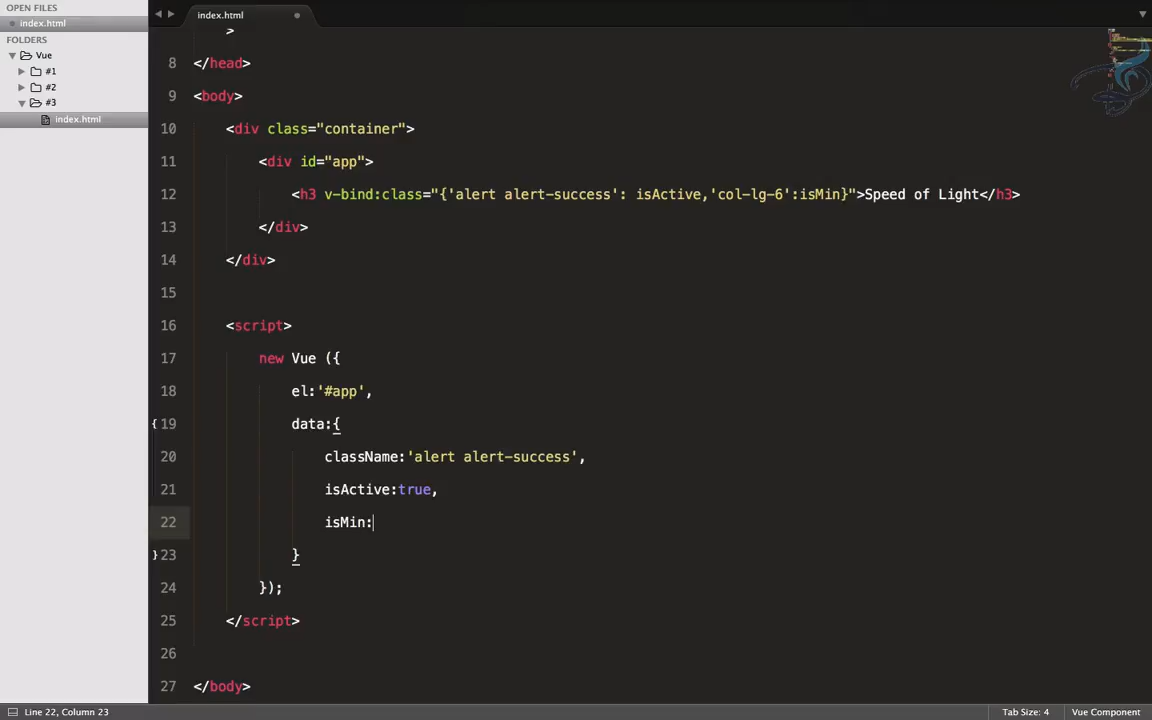 OPEN FILES
index.html
FOLDERS
Vue
#1
#2
#3
index.html
index.html
>
8 </head>
9 <body>
10 <div class="container">
11 <div id="app">
12 <h3 v-bind:class="{'alert alert-success': isActive,'col-lg-6':isMin}">Speed of Light</h3>
13 </div>
14 </div>
15
16 <script>
17 new Vue ({
18 el:'#app',
{ 19 data:{
20 className:'alert alert-success',
21 isActive:true,
22 isMin:
} 23 }
24 });
25 </script>
26
27 </body>
Line 22, Column 23
Tab Size: 4
Vue Component